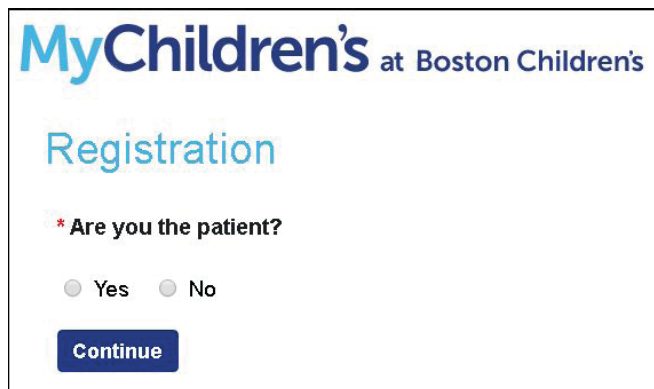 MyChildren's at Boston Children's
Registration
* Are you the patient?
Yes No
Continue